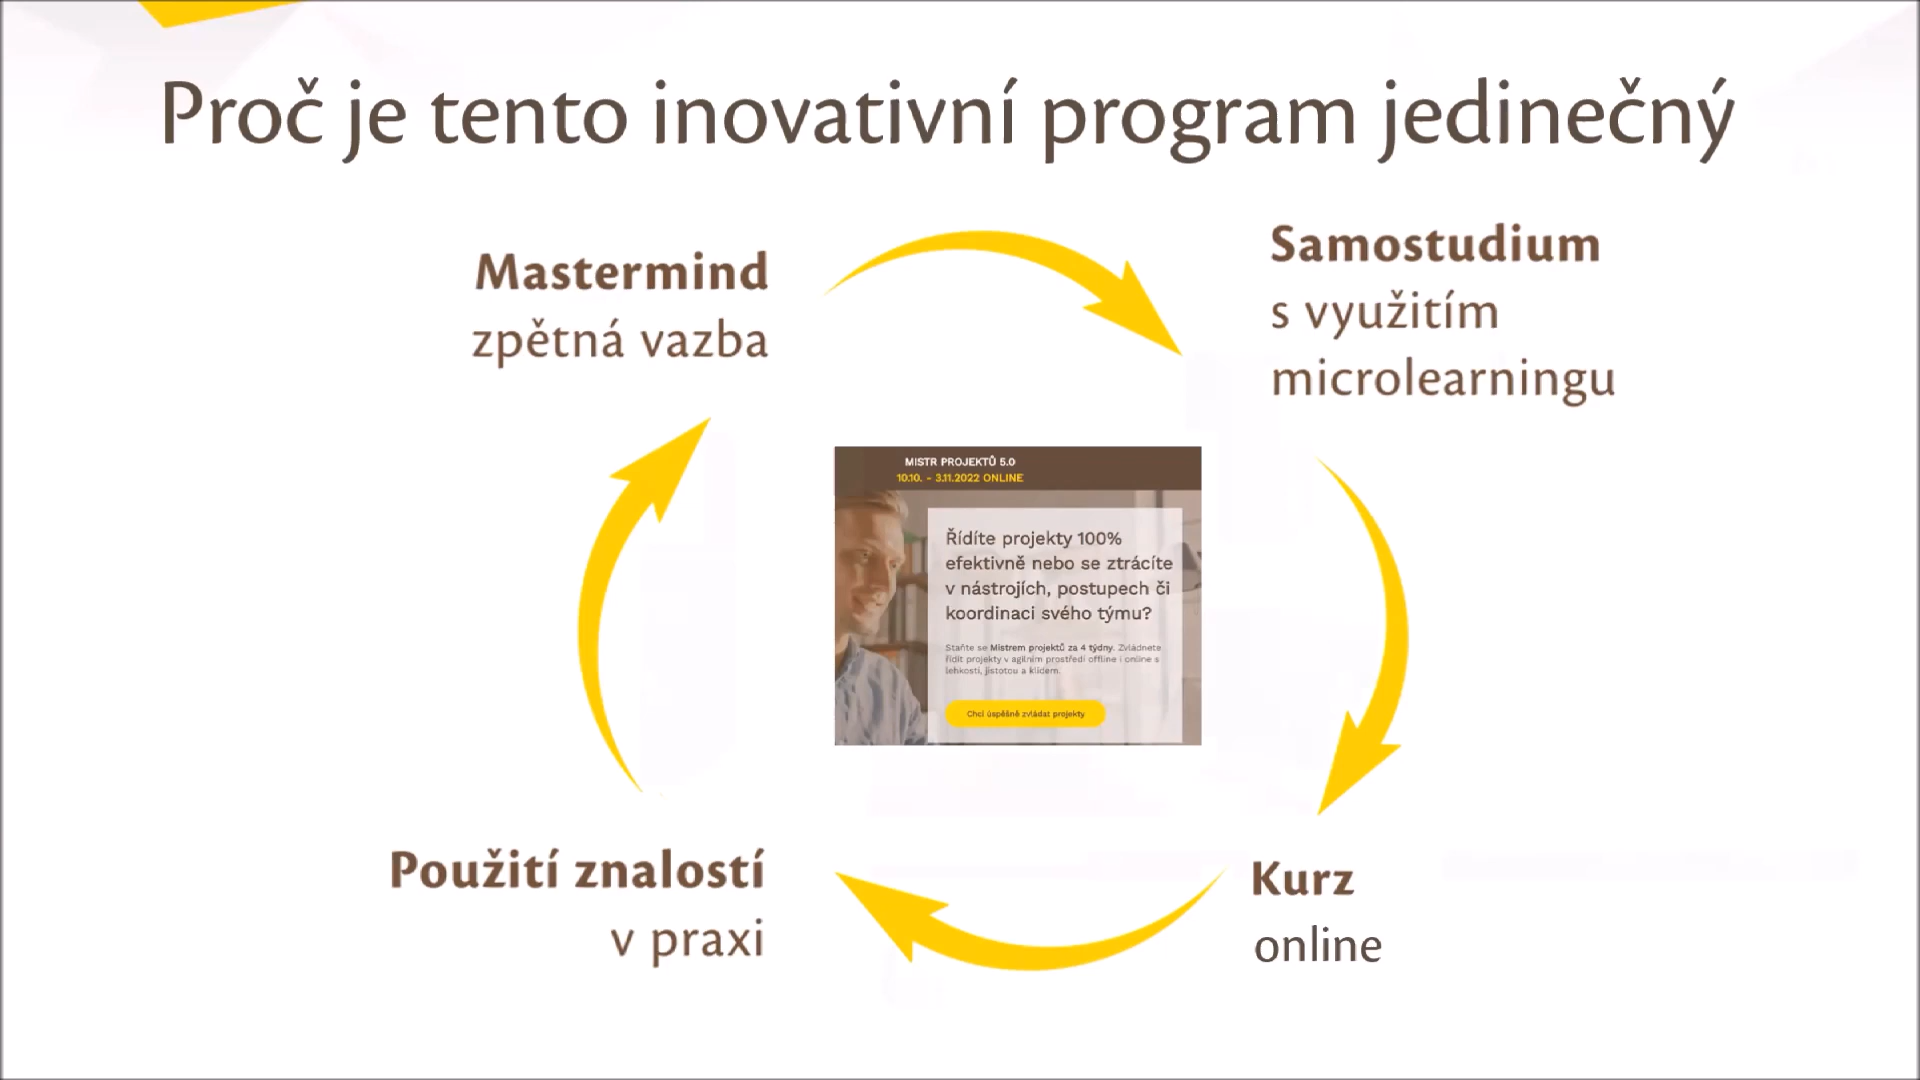 Proč je tento inovativní program jedinečný
Mastermind
zpětná vazba
Samostudium
s využitím
microlearningu
MISTR PROJEKTŮ 5.0
10.10. - 3.11.2022 ONLINE
Řídíte projekty 100%
efektivně nebo se ztrácíte
v nástrojích, postupech či
koordinaci svého týmu?
Staňte se Mistrem projektů za 4 týdny. Zvládnete
řídit projekty v agilním prostředí offline i online s
lehkostí, jistotou a klidem.
Chci úspěšně zvládat projekty
Použití znalostí
v praxi
Kurz
online